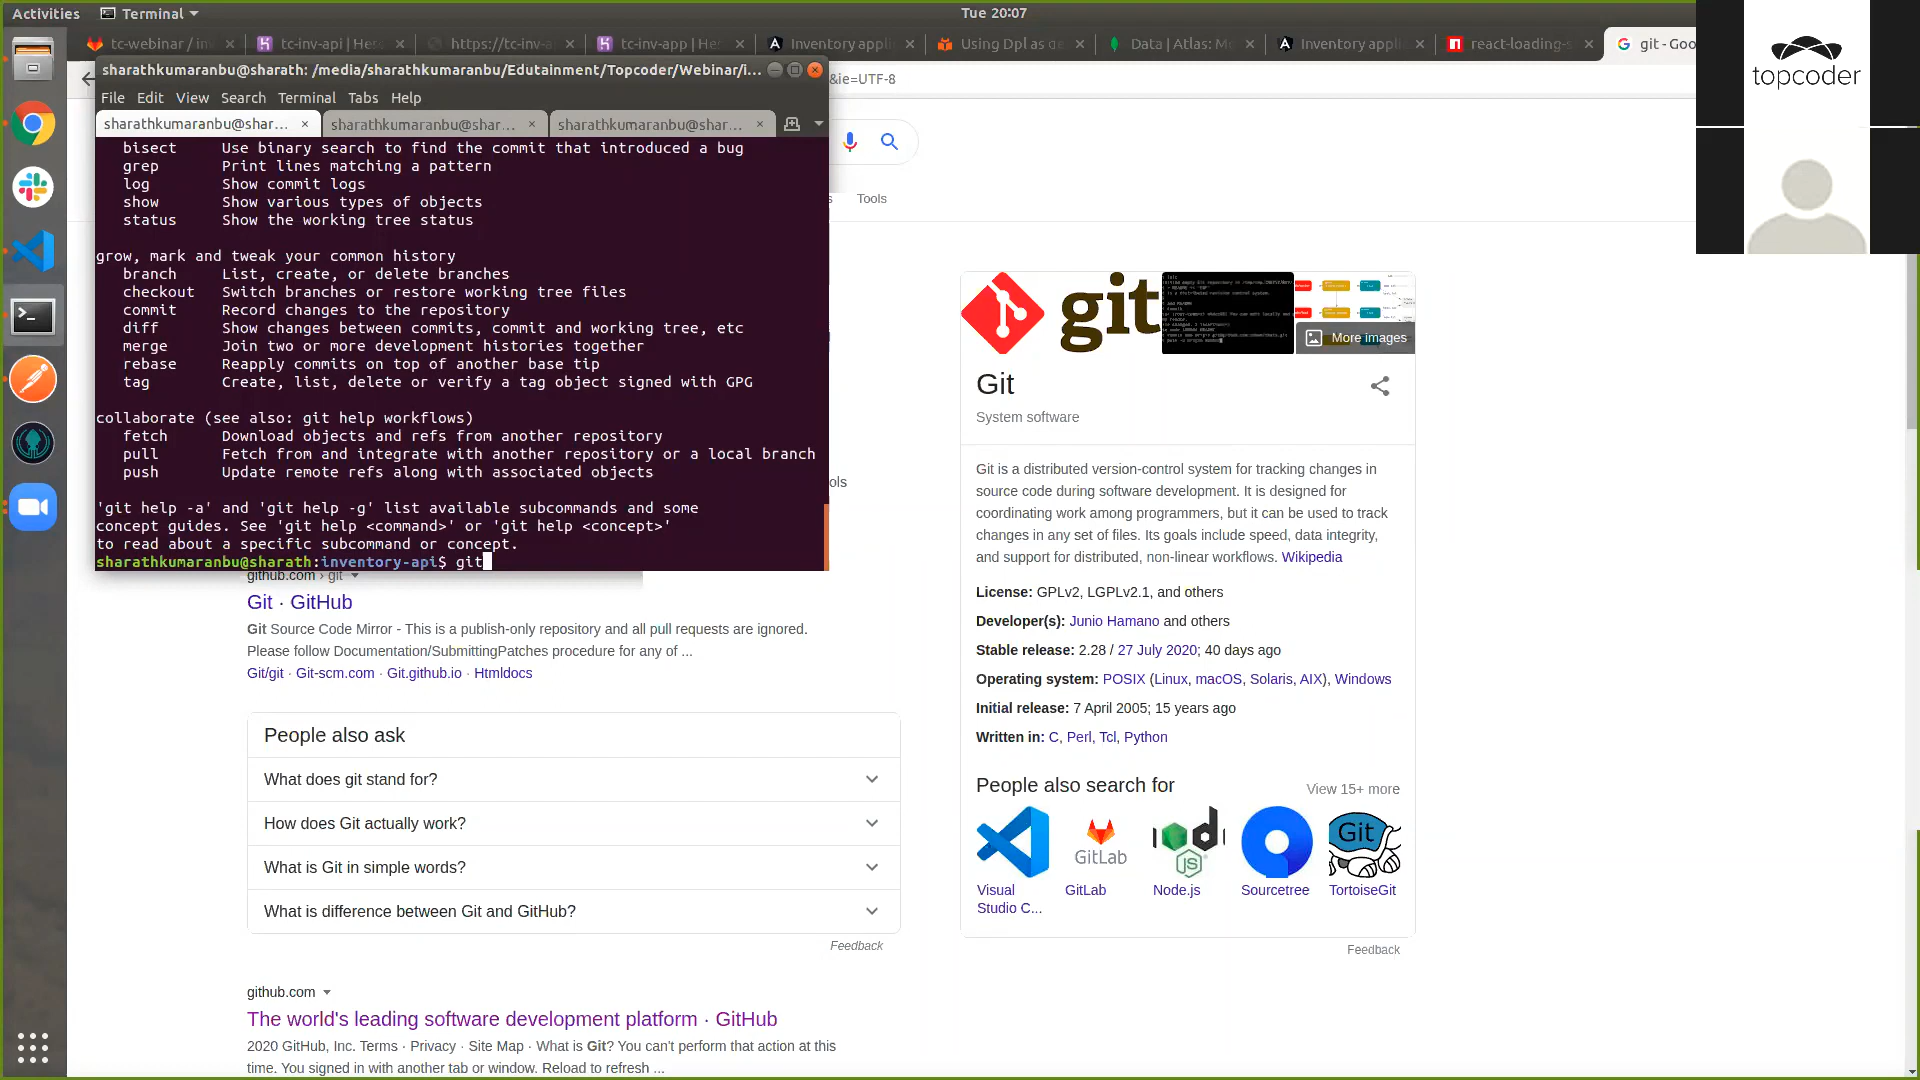 Activities
Terminal
Tue 20:07
tc-webinar / in
tc-inv-api | He
https://tc-inv-a
tc-inv-app | He
Inventory appli
Using Dpl as de
Data | Atlas: M
Inventory appli
react-loading-s
git - Goo
sharathkumaranbu@sharath: /media/sharathkumaranbu/Edutainment/Topcoder/Webinar/i...
&ie=UTF-8
File Edit View Search Terminal Tabs Help
sharathkumaranbu@shar...
sharathkumaranbu@shar...
sharathkumaranbu@shar...
bisect Use binary search to find the commit that introduced a bug
grep Print lines matching a pattern
log Show commit logs
show Show various types of objects
status Show the working tree status
grow, mark and tweak your common history
branch List, create, or delete branches
checkout Switch branches or restore working tree files
commit Record changes to the repository
diff Show changes between commits, commit and working tree, etc
merge Join two or more development histories together
rebase Reapply commits on top of another base tip
tag Create, list, delete or verify a tag object signed with GPG
collaborate (see also: git help workflows)
fetch Download objects and refs from another repository
pull Fetch from and integrate with another repository or a local branch
push Update remote refs along with associated objects
'git help -a' and 'git help -g' list available subcommands and some
concept guides. See 'git help <command>' or 'git help <concept>'
to read about a specific subcommand or concept.
sharathkumaranbu@sharath:inventory-api$ git
s
Tools
ols
github.com › git
Git · GitHub
Git Source Code Mirror - This is a publish-only repository and all pull requests are ignored.
Please follow Documentation/SubmittingPatches procedure for any of ...
Git/git · Git-scm.com · Git.github.io · Htmldocs
People also ask
What does git stand for?
How does Git actually work?
What is Git in simple words?
What is difference between Git and GitHub?
Feedback
github.com
The world's leading software development platform · GitHub
2020 GitHub, Inc. Terms · Privacy · Site Map · What is Git? You can't perform that action at this
time. You signed in with another tab or window. Reload to refresh ...
git
More images
Git
System software
Git is a distributed version-control system for tracking changes in
source code during software development. It is designed for
coordinating work among programmers, but it can be used to track
changes in any set of files. Its goals include speed, data integrity,
and support for distributed, non-linear workflows. Wikipedia
License: GPLv2, LGPLv2.1, and others
Developer(s): Junio Hamano and others
Stable release: 2.28 / 27 July 2020; 40 days ago
Operating system: POSIX (Linux, macOS, Solaris, AIX), Windows
Initial release: 7 April 2005; 15 years ago
Written in: C, Perl, Tcl, Python
People also search for
View 15+ more
GitLab
Git
Visual
Studio C...
GitLab
Node.js
Sourcetree
TortoiseGit
Feedback
topcoder